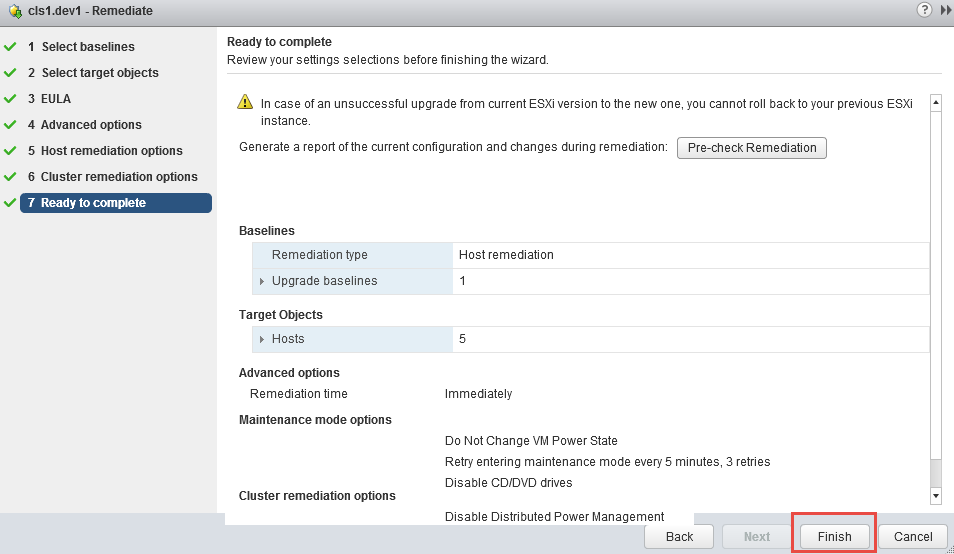 cls1.dev1 - Remediate
1 Select baselines
2 Select target objects
3 EULA
4 Advanced options
5 Host remediation options
6 Cluster remediation options
7 Ready to complete
Ready to complete
Review your settings selections before finishing the wizard.
In case of an unsuccessful upgrade from current ESXi version to the new one, you cannot roll back to your previous ESXi
instance.
Generate a report of the current configuration and changes during remediation: Pre-check Remediation
Baselines
Remediation type Host remediation
Upgrade baselines 1
Target Objects
Hosts 5
Advanced options
Remediation time Immediately
Maintenance mode options
Do Not Change VM Power State
Retry entering maintenance mode every 5 minutes, 3 retries
Disable CD/DVD drives
Cluster remediation options
Disable Distributed Power Management
Back Next Finish Cancel